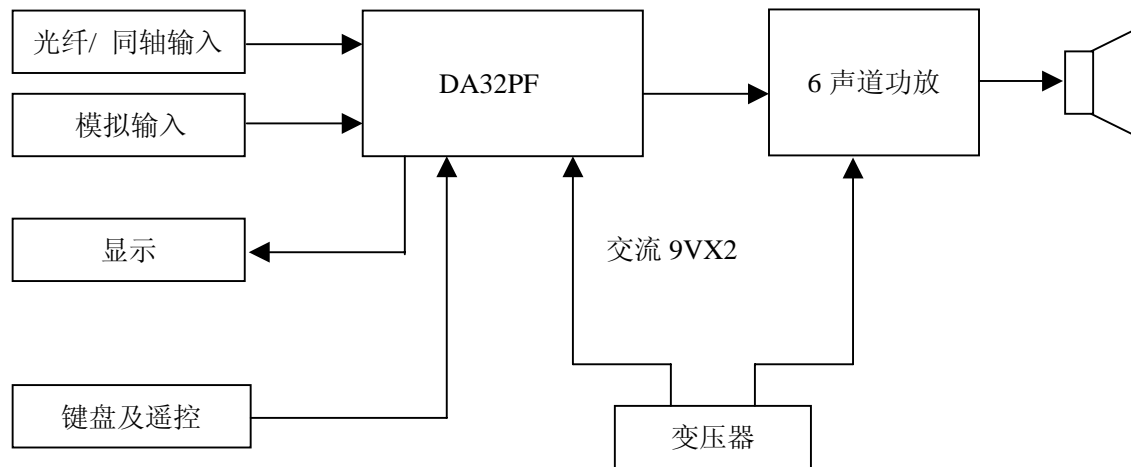 光纤/ 同轴输入
DA32PF
6 声道功放
模拟输入
显示
交流 9VX2
键盘及遥控
变压器